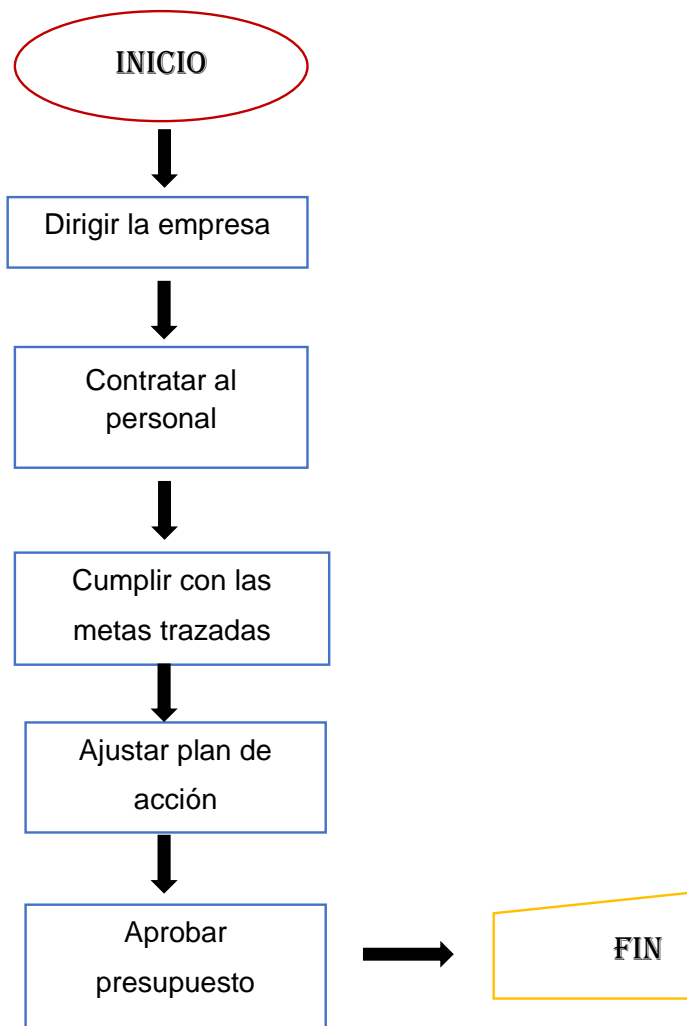 INICIO
Dirigir la empresa
Contratar al
personal
Cumplir con las
metas trazadas
Ajustar plan de
acción
Aprobar
presupuesto
FIN